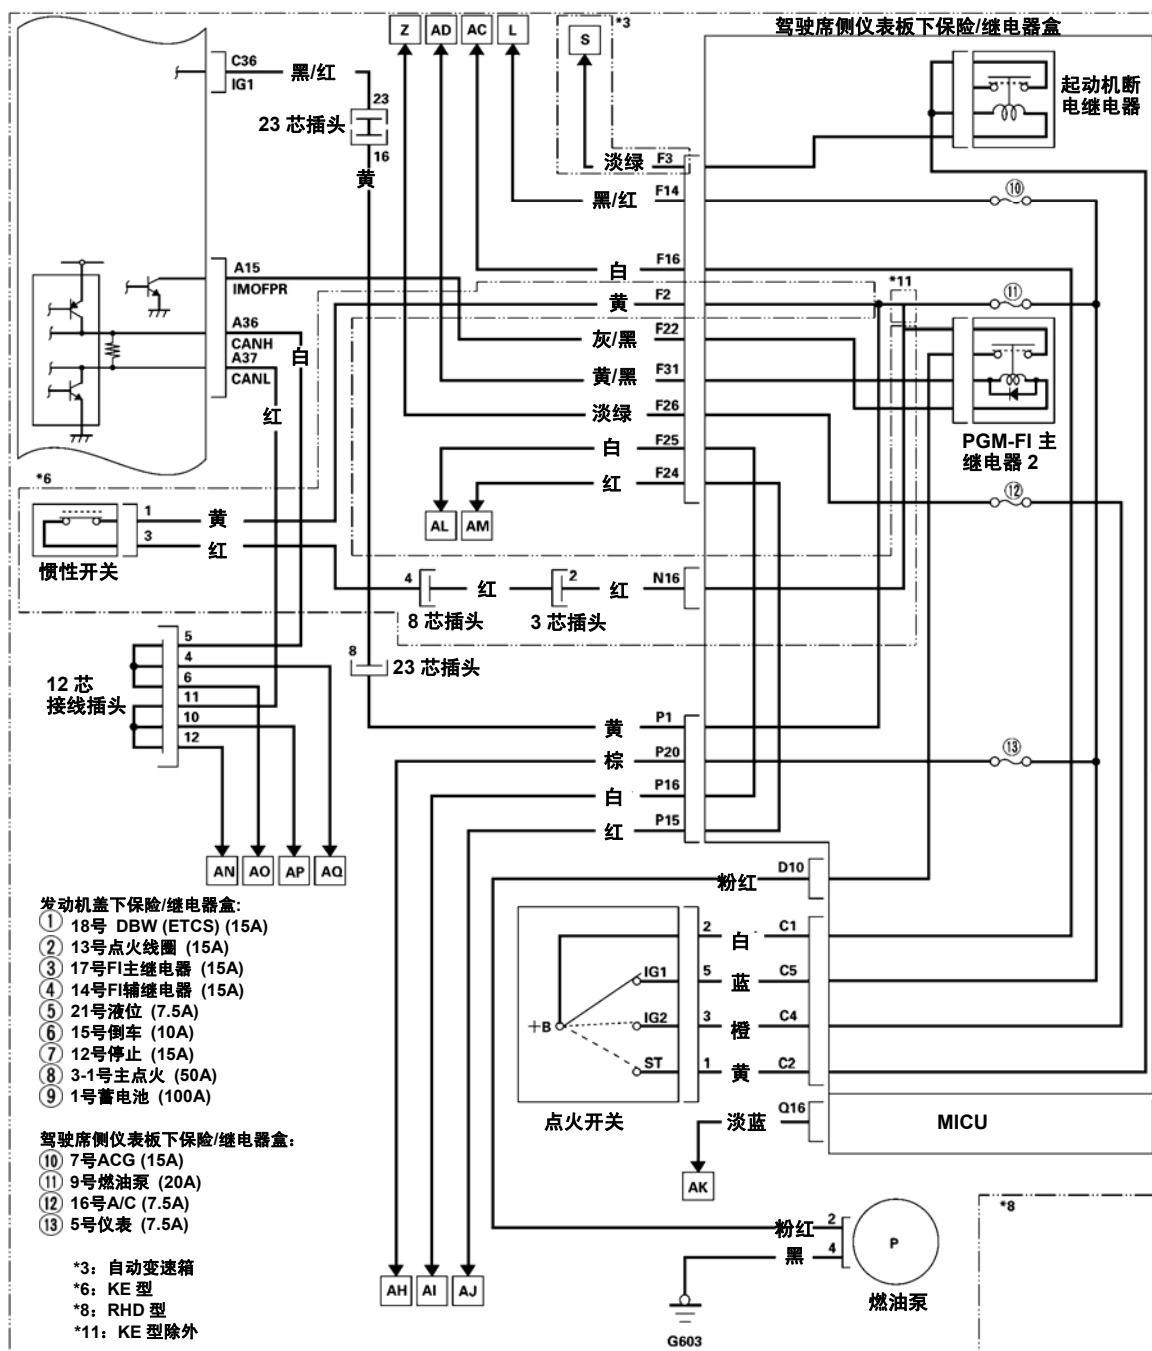 Z AD AC L
*3
驾驶席侧仪表板下保险/继电器盒
S
C36
IG1
黑/红
23
23 芯插头
16
黄
起动机断
电继电器
淡绿 F3
黑/红 F14
⑩
白 F16
*11
A15
IMOFPR
黄 F2
⑪
A36
CANH
白
A37
CANL
红
灰/黑 F22
黄/黑 F31
淡绿 F26
白 F25
红 F24
PGM-FI 主
继电器 2
⑫
*6
AL AM
1 黄
3 红
惯性开关
4 红 2 红 N16
8 芯插头 3 芯插头
8
23 芯插头
12 芯
接线插头
5
4
6
11
10
12
黄 P1
棕 P20
⑬
白 P16
红 P15
AN AO AP AQ
粉红 D10
发动机盖下保险/继电器盒:
① 18号 DBW (ETCS) (15A)
② 13号点火线圈 (15A)
③ 17号FI主继电器 (15A)
④ 14号FI辅继电器 (15A)
⑤ 21号液位 (7.5A)
⑥ 15号倒车 (10A)
⑦ 12号停止 (15A)
⑧ 3-1号主点火 (50A)
⑨ 1号蓄电池 (100A)
驾驶席侧仪表板下保险/继电器盒:
⑩ 7号ACG (15A)
⑪ 9号燃油泵 (20A)
⑫ 16号A/C (7.5A)
⑬ 5号仪表 (7.5A)
*3: 自动变速箱
*6: KE 型
*8: RHD 型
*11: KE 型除外
2 白 C1
IG1 5 蓝 C5
+B IG2 3 橙 C4
ST 1 黄 C2
点火开关
淡蓝 Q16
MICU
AK
*8
粉红 2
黑 4
P
燃油泵
G603
AH AI AJ